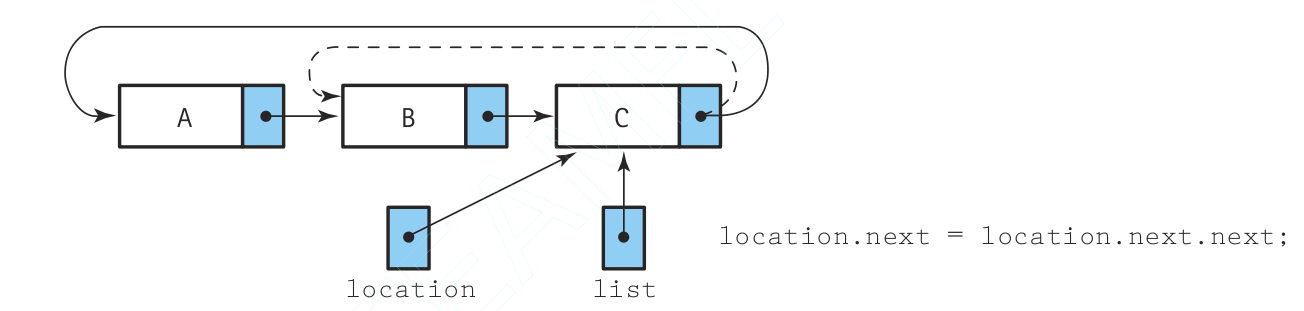 A B C
location.next = location.next.next;
location list